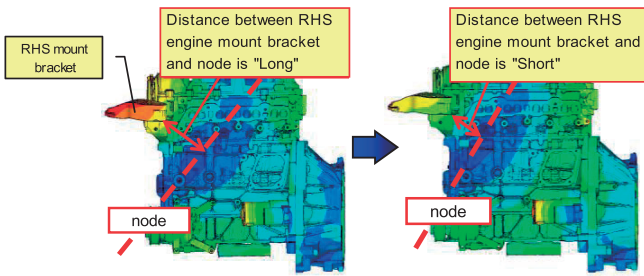 RHS mount
bracket
Distance between RHS
engine mount bracket
and node is "Long"
node
Distance between RHS
engine mount bracket and
node is "Short"
node